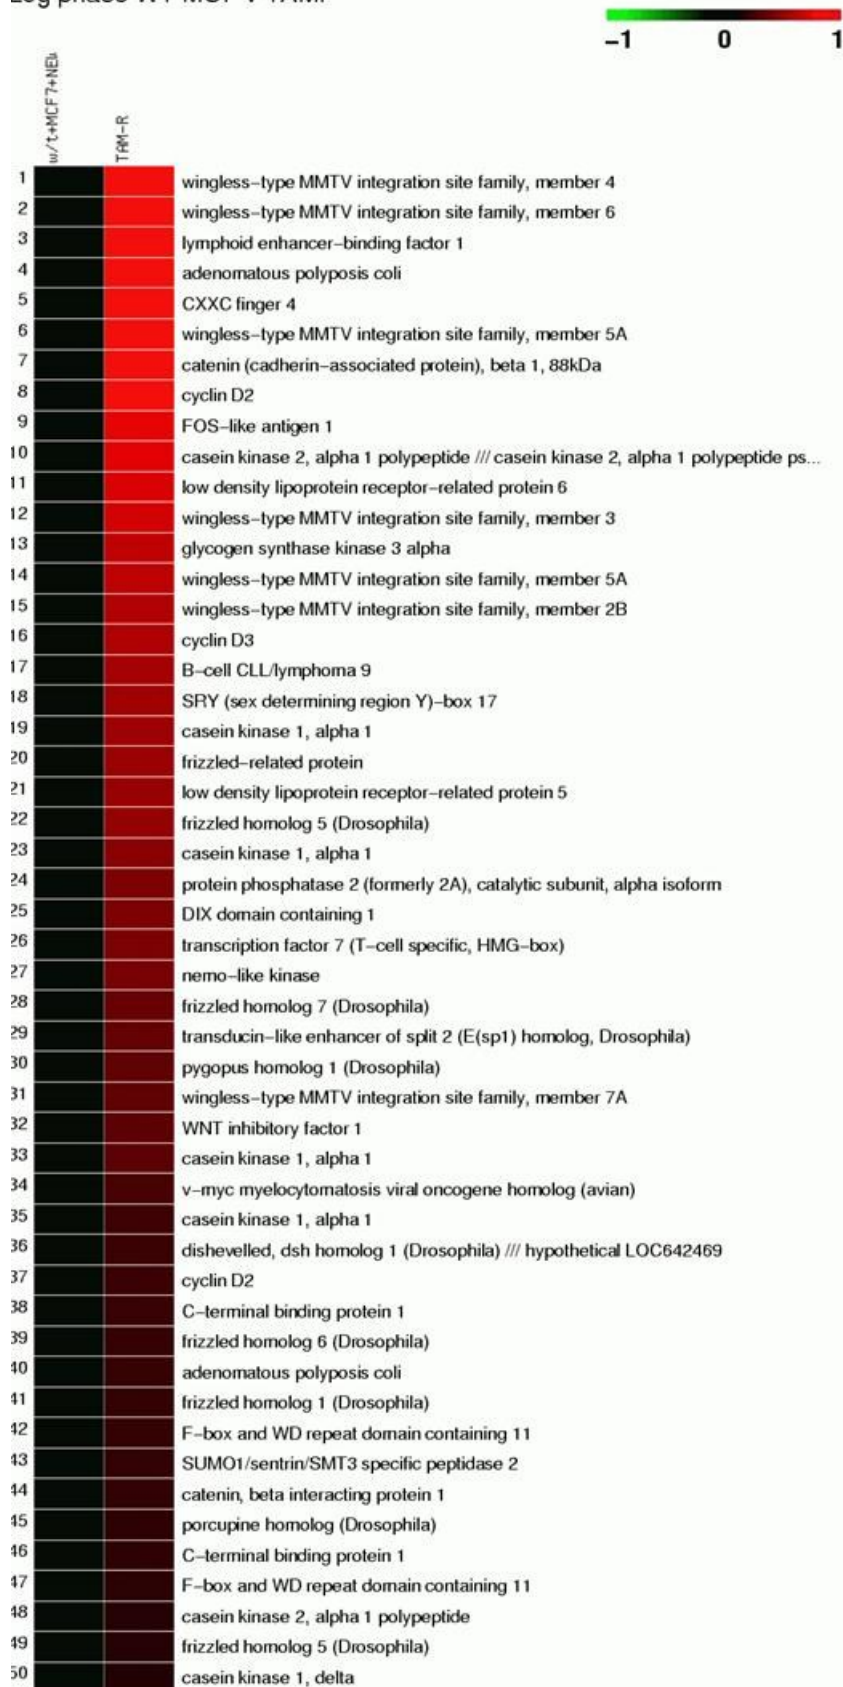 −1 0 1
w/t+MCF7+NEW
TAM-R
1 wingless−type MMTV integration site family, member 4
2 wingless−type MMTV integration site family, member 6
3 lymphoid enhancer−binding factor 1
4 adenomatous polyposis coli
5 CXXC finger 4
6 wingless−type MMTV integration site family, member 5A
7 catenin (cadherin−associated protein), beta 1, 88kDa
8 cyclin D2
9 FOS−like antigen 1
10 casein kinase 2, alpha 1 polypeptide /// casein kinase 2, alpha 1 polypeptide ps...
11 low density lipoprotein receptor−related protein 6
12 wingless−type MMTV integration site family, member 3
13 glycogen synthase kinase 3 alpha
14 wingless−type MMTV integration site family, member 5A
15 wingless−type MMTV integration site family, member 2B
16 cyclin D3
17 B−cell CLL/lymphoma 9
18 SRY (sex determining region Y)−box 17
19 casein kinase 1, alpha 1
20 frizzled−related protein
21 low density lipoprotein receptor−related protein 5
22 frizzled homolog 5 (Drosophila)
23 casein kinase 1, alpha 1
24 protein phosphatase 2 (formerly 2A), catalytic subunit, alpha isoform
25 DIX domain containing 1
26 transcription factor 7 (T−cell specific, HMG−box)
27 nemo−like kinase
28 frizzled homolog 7 (Drosophila)
29 transducin−like enhancer of split 2 (E(sp1) homolog, Drosophila)
30 pygopus homolog 1 (Drosophila)
31 wingless−type MMTV integration site family, member 7A
32 WNT inhibitory factor 1
33 casein kinase 1, alpha 1
34 v−myc myelocytomatosis viral oncogene homolog (avian)
35 casein kinase 1, alpha 1
36 dishevelled, dsh homolog 1 (Drosophila) /// hypothetical LOC642469
37 cyclin D2
38 C−terminal binding protein 1
39 frizzled homolog 6 (Drosophila)
40 adenomatous polyposis coli
41 frizzled homolog 1 (Drosophila)
42 F−box and WD repeat domain containing 11
43 SUMO1/sentrin/SMT3 specific peptidase 2
44 catenin, beta interacting protein 1
45 porcupine homolog (Drosophila)
46 C−terminal binding protein 1
47 F−box and WD repeat domain containing 11
48 casein kinase 2, alpha 1 polypeptide
49 frizzled homolog 5 (Drosophila)
50 casein kinase 1, delta